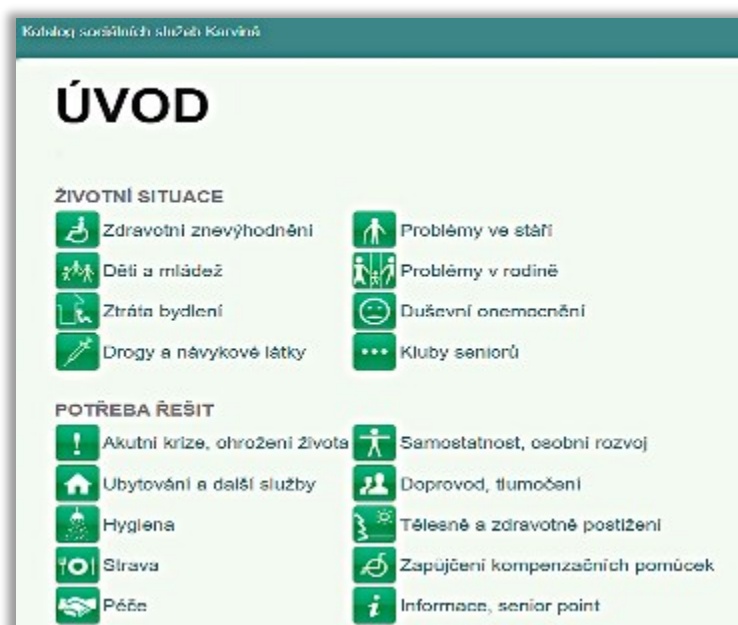 Katalog sociálních služeb Karviná
ÚVOD
ŽIVOTNÍ SITUACE
Zdravotní znevýhodnění
Problémy ve stáří
Děti a mládež
Problémy v rodině
Ztráta bydlení
Duševní onemocnění
Drogy a návykové látky
Kluby seniorů
POTŘEBA ŘEŠIT
Akutní krize, ohrožení života
Samostatnost, osobní rozvoj
Ubytování a další služby
Doprovod, tlumočení
Hygiena
Tělesně a zdravotně postižení
Strava
Zapůjčení kompenzačních pomůcek
Péče
Informace, senior point